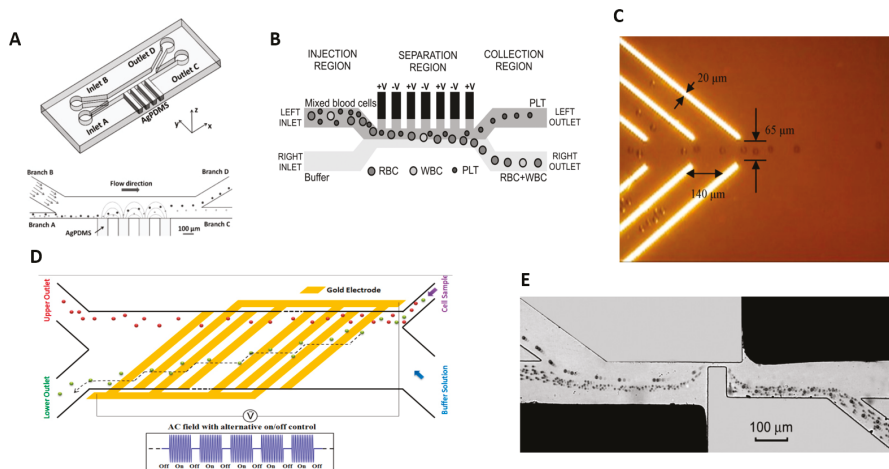 A
Inlet B
Outlet D
Outlet C
Inlet A
AgPDMS
z
y
x
Branch B
Flow direction
Branch D
Branch A
Branch C
AgPDMS
100 μm
B
INJECTION REGION
SEPARATION REGION
COLLECTION REGION
+V -V +V -V +V -V +V
Mixed blood cells
PLT
LEFT INLET
LEFT OUTLET
RIGHT INLET
RIGHT OUTLET
Buffer
RBC
WBC
PLT
RBC+WBC
C
20 μm
65 μm
140 μm
D
Gold Electrode
Upper Outlet
Cell Sample
Lower Outlet
Buffer Solution
V
AC field with alternative on/off control
Off On Off On Off On Off On Off On Off
E
100 μm